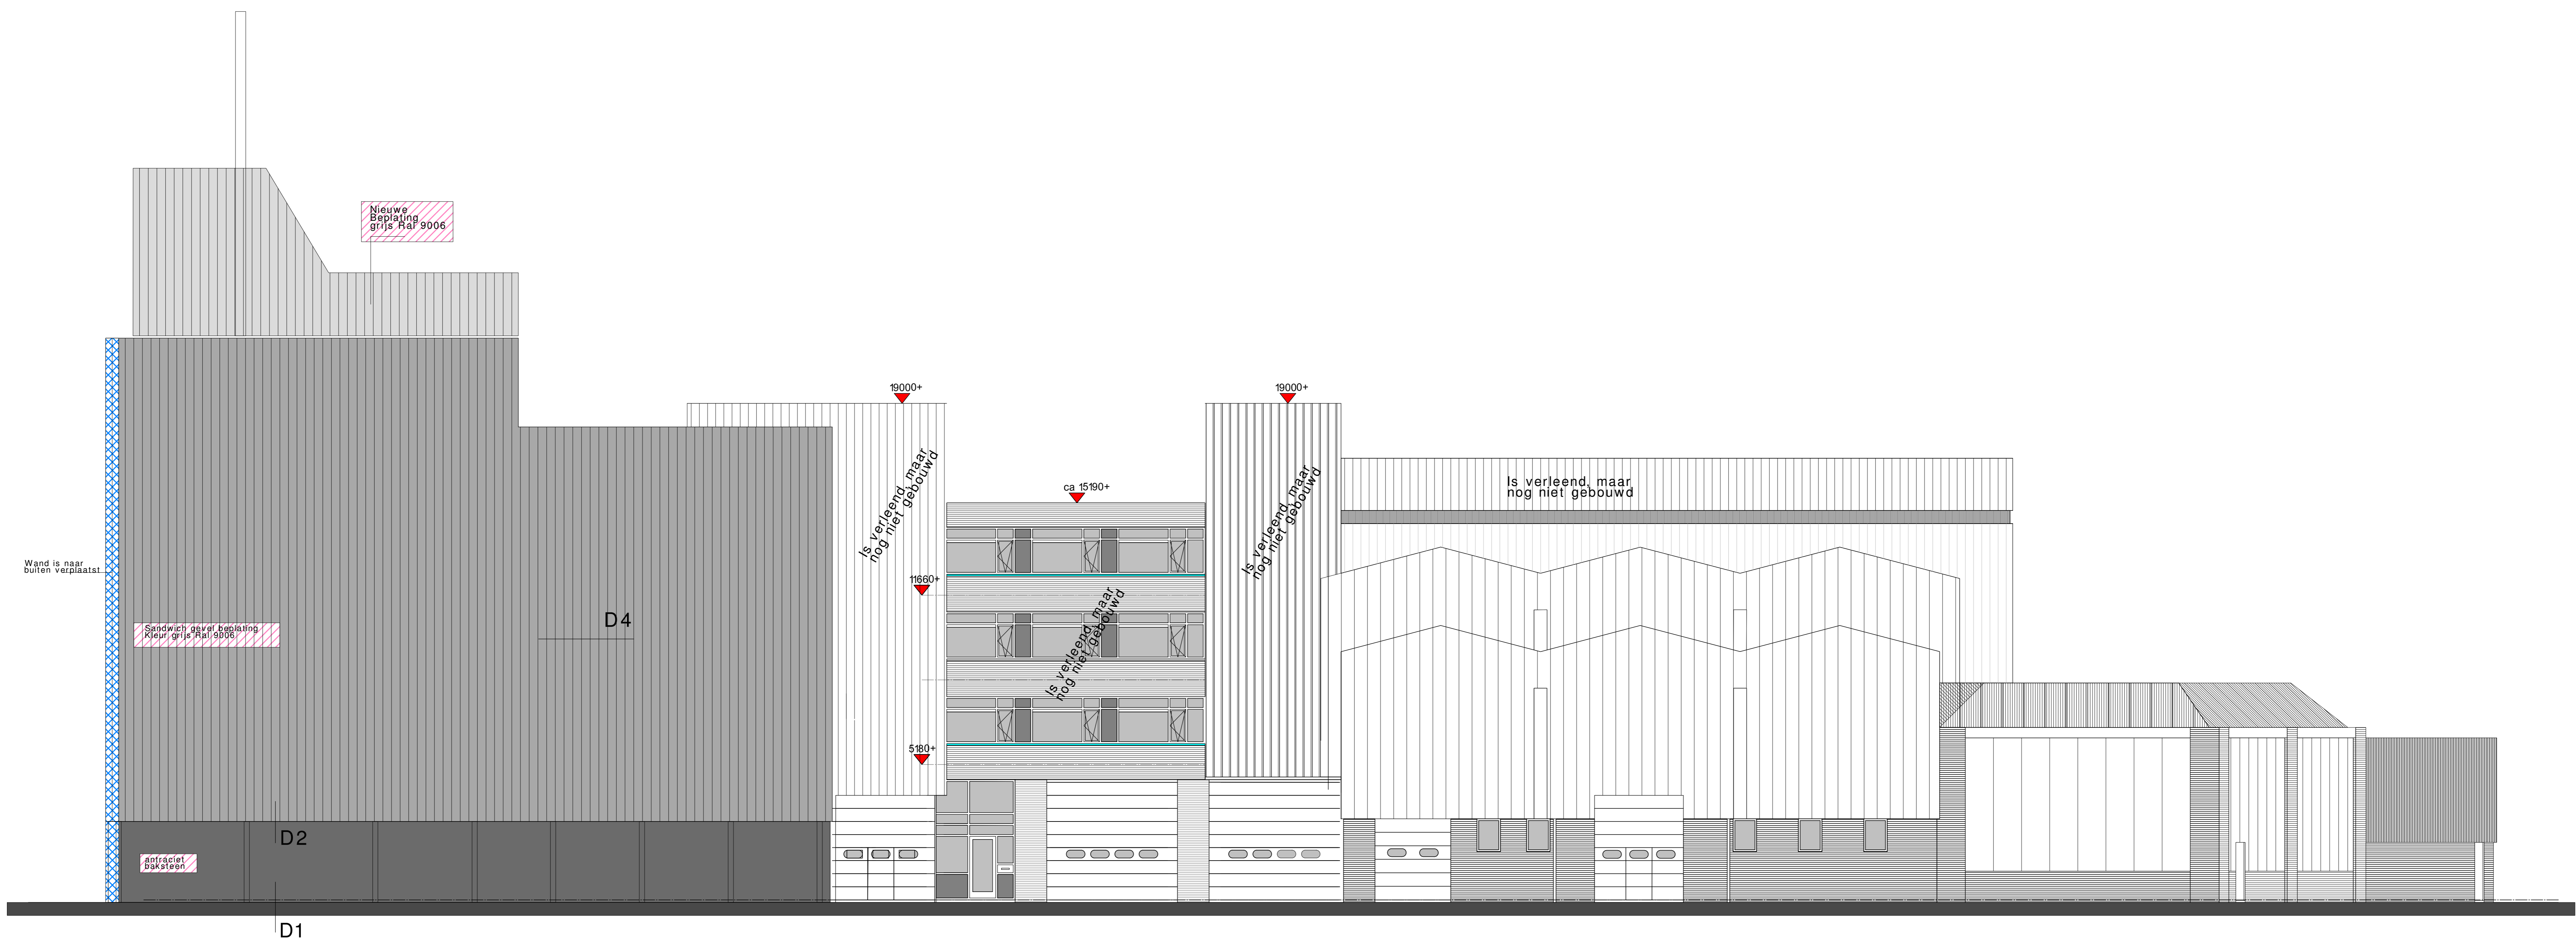 Nieuwe
Beplating
grijs Ral 9006
19000+
19000+
Is verleend, maar
nog niet gebouwd
Is verleend, maar
nog niet gebouwd
Is verleend, maar
nog niet gebouwd
ca 15190+
Wand is naar
buiten verplaatst
11660+
Is verleend, maar
nog niet gebouwd
D4
Sandwich gevel beplating
Kleur grijs Ral 9006
5180+
D2
antraciet
baksteen
D1